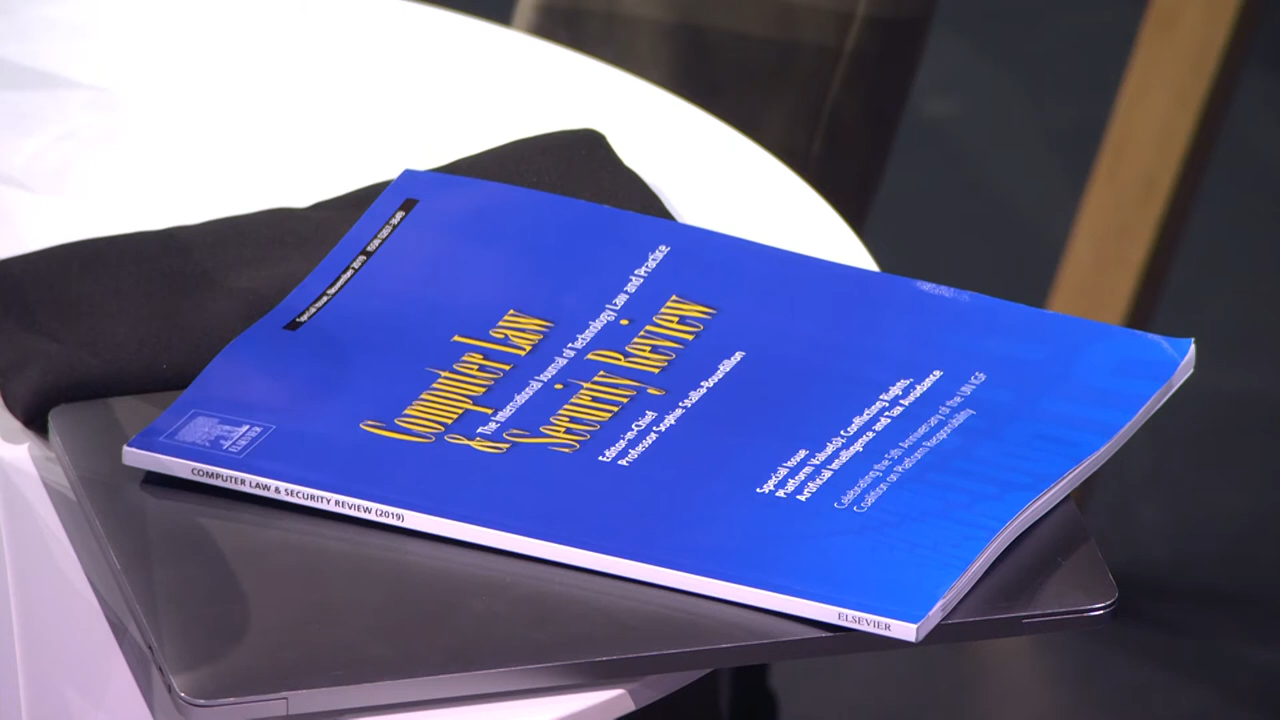 Special Issue, November 2019 ISSN 0267-3649
Computer Law
The International Journal of Technology Law and Practice
& Security Review
Editor-in-Chief
Professor Sophie Stalla-Bourdillon
Special Issue
Platform Value(s): Conflicting Rights,
Artificial Intelligence and Tax Avoidance
Celebrating the 5th Anniversary of the UN IGF
Coalition on Platform Responsibility
ELSEVIER
COMPUTER LAW & SECURITY REVIEW (2019)
ELSEVIER